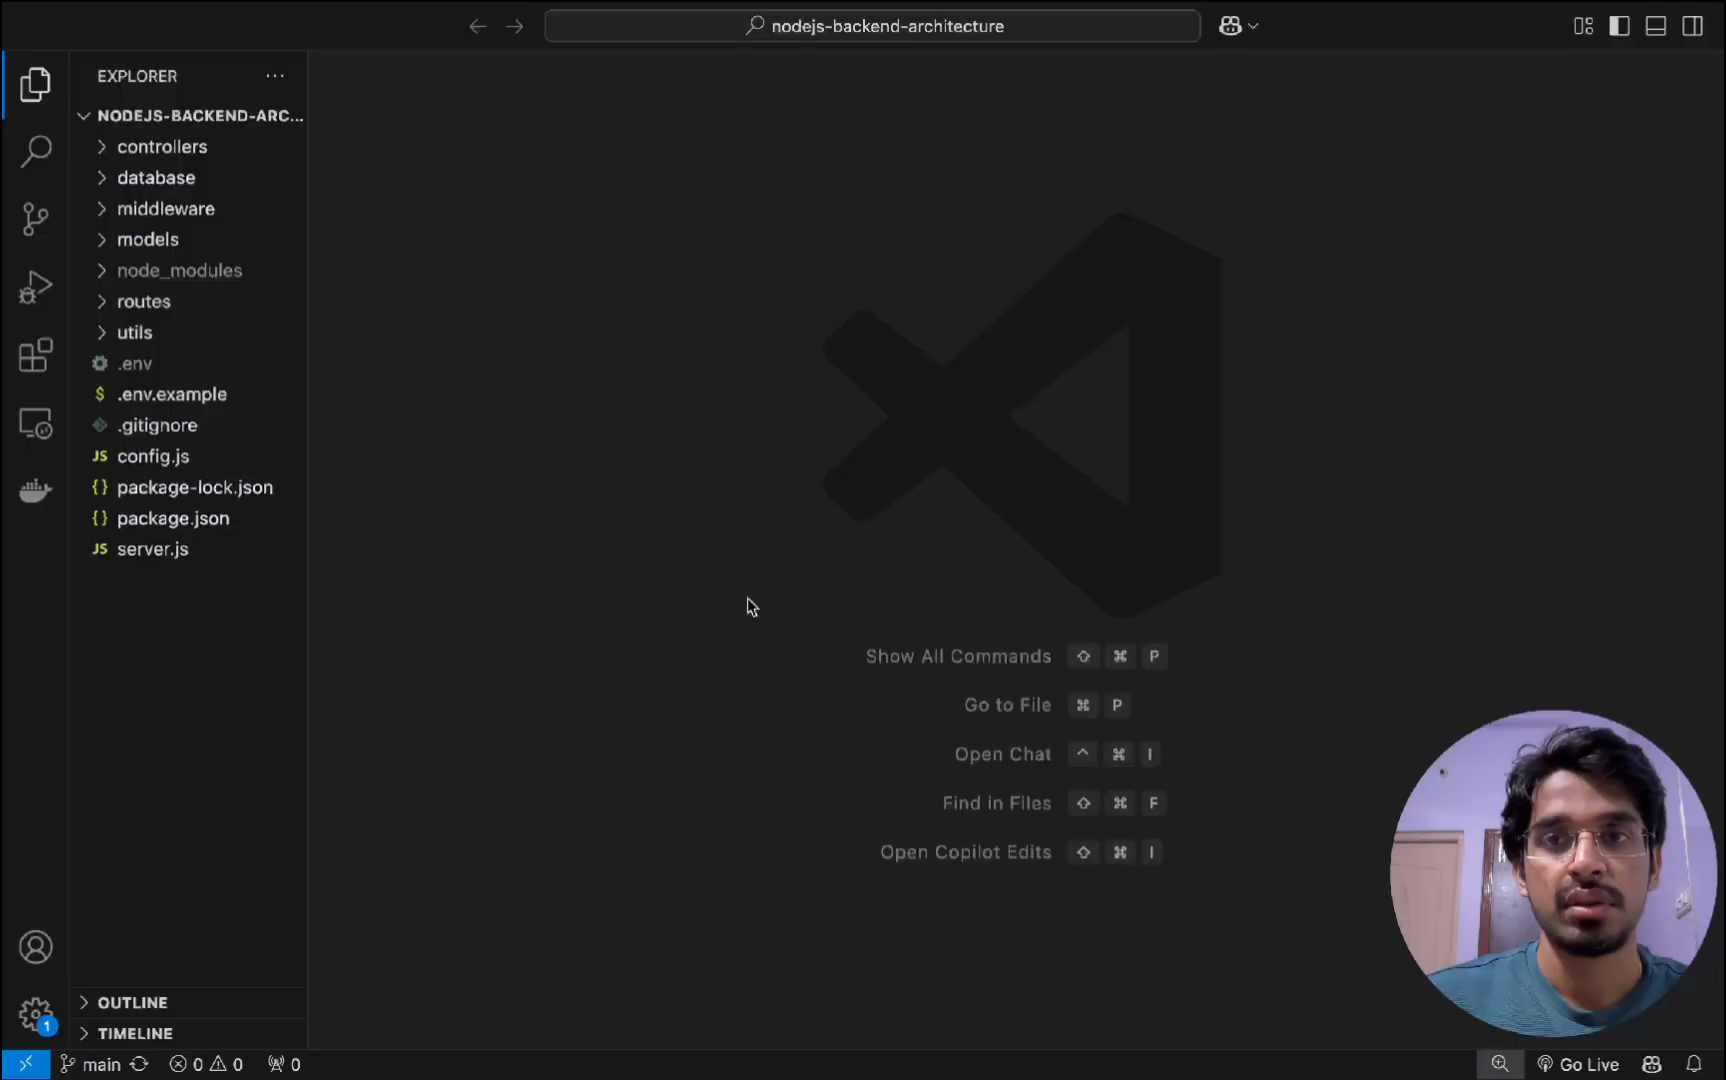 nodejs-backend-architecture
EXPLORER
NODEJS-BACKEND-ARC...
controllers
database
middleware
models
node_modules
routes
utils
.env
$ .env.example
.gitignore
JS config.js
{} package-lock.json
{} package.json
JS server.js
Show All Commands ⇧ ⌘ P
Go to File ⌘ P
Open Chat ^ ⌘ I
Find in Files ⇧ ⌘ F
Open Copilot Edits ⇧ ⌘ I
OUTLINE
1
TIMELINE
main 0 0 0 Go Live